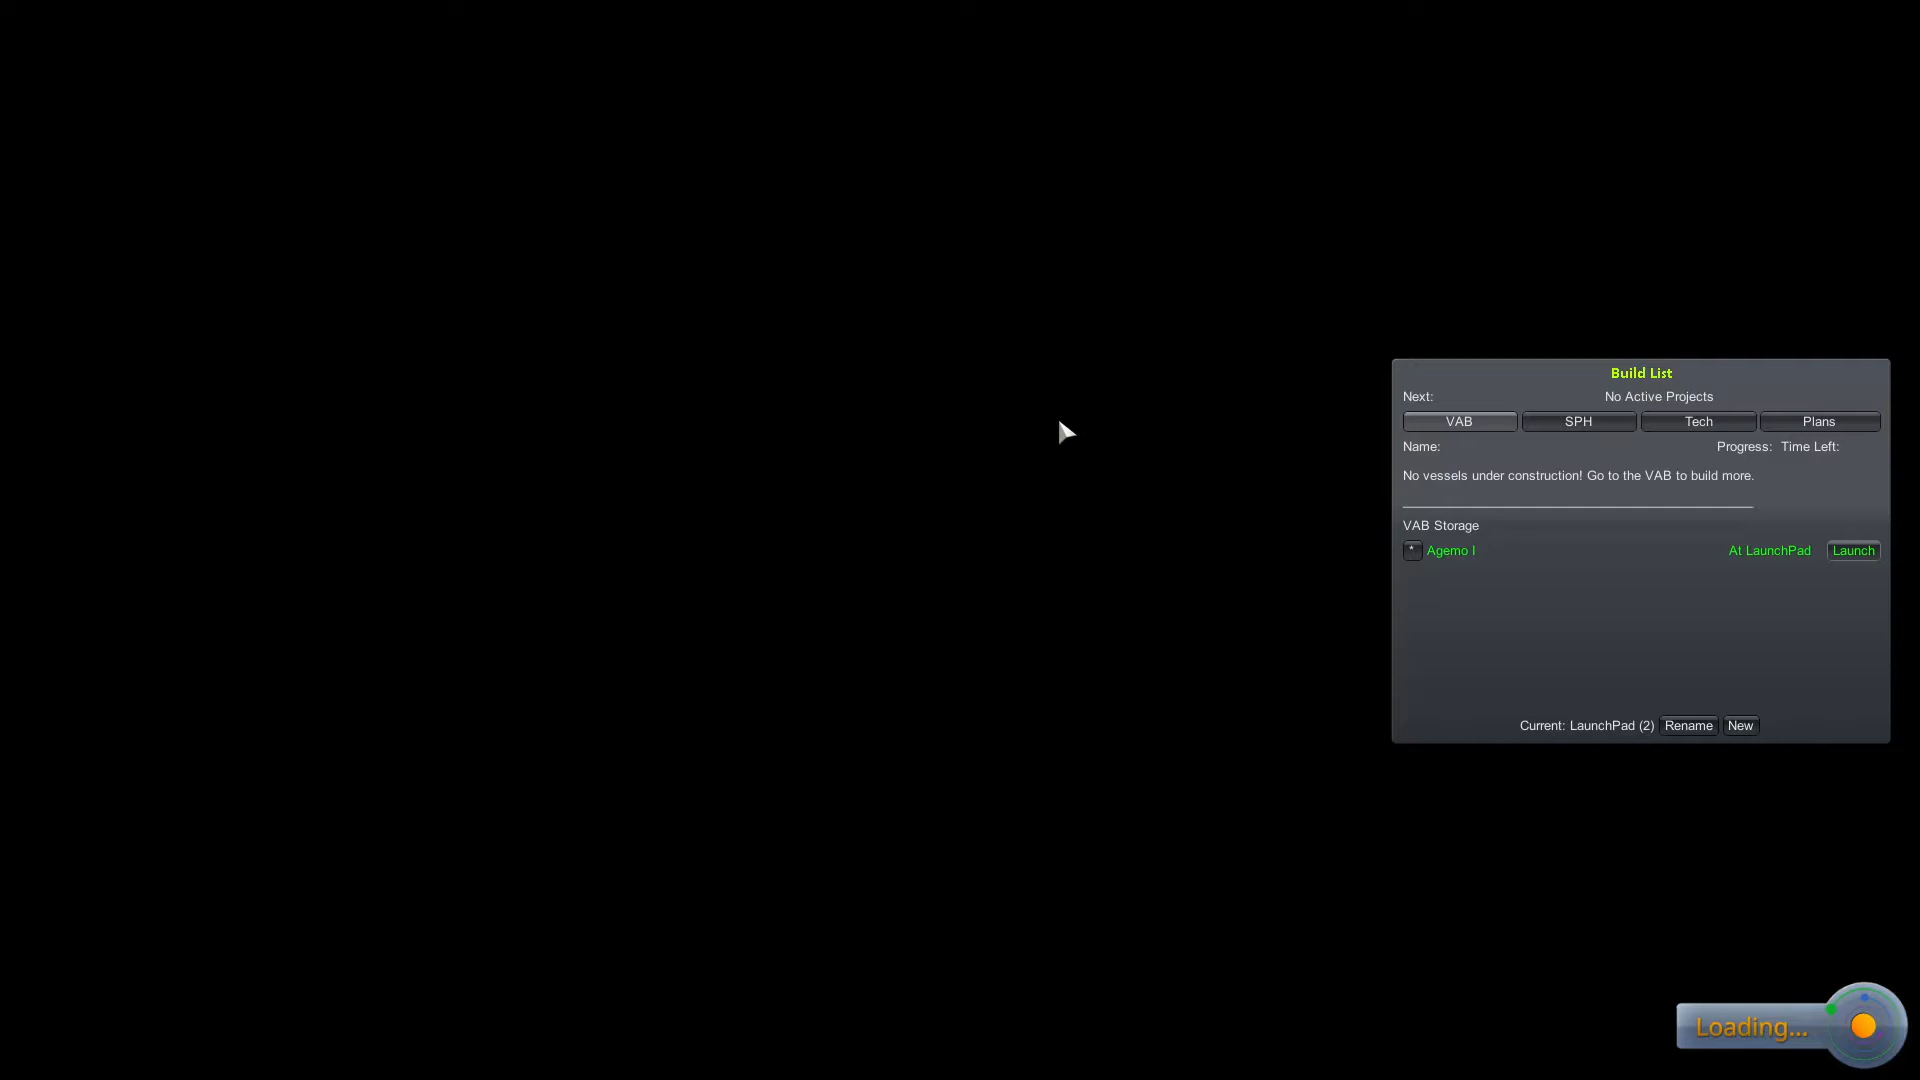 Build List
Next: No Active Projects
VAB SPH Tech Plans
Name: Progress: Time Left:
No vessels under construction! Go to the VAB to build more.
VAB Storage
* Agemo I At LaunchPad Launch
Current: LaunchPad (2) Rename New
Loading...